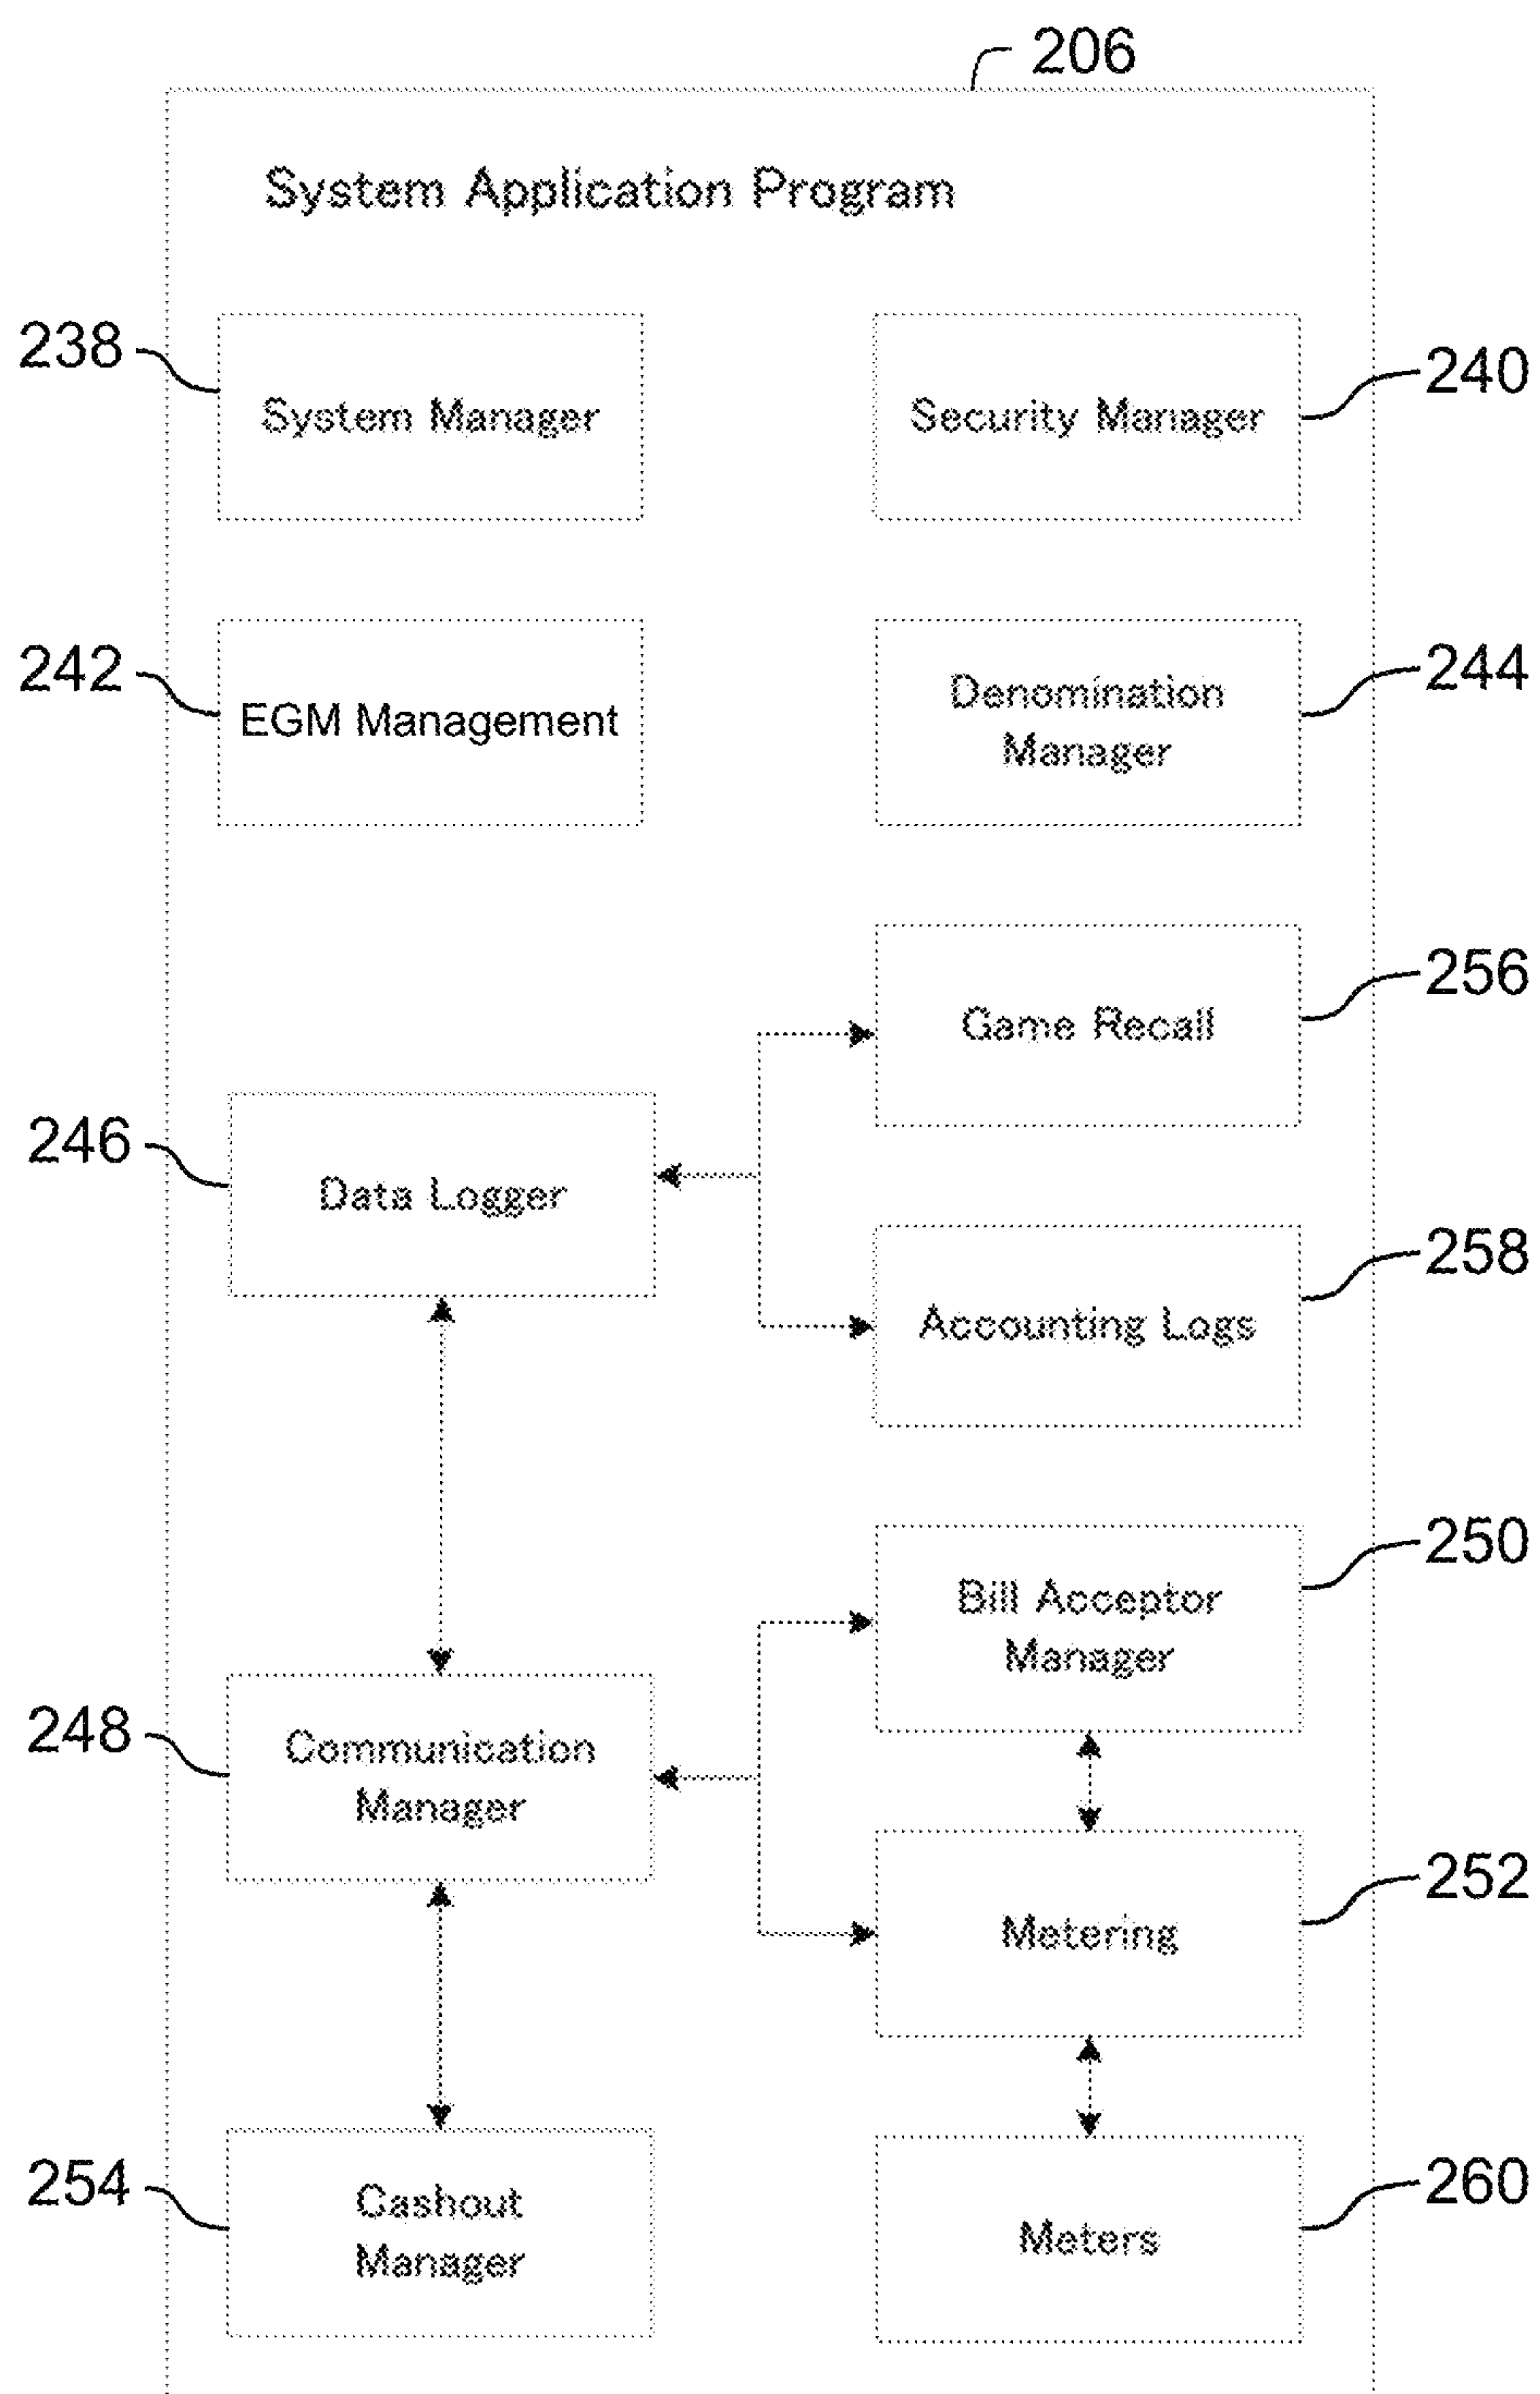 206
System Application Program
238
System Manager
Security Manager
240
242
EGM Management
Denomination
Manager
244
Game Recall
256
246
Data Logger
Accounting Logs
258
Bill Acceptor
Manager
250
248
Communication
Manager
Metering
252
254
Cashout
Manager
Meters
260